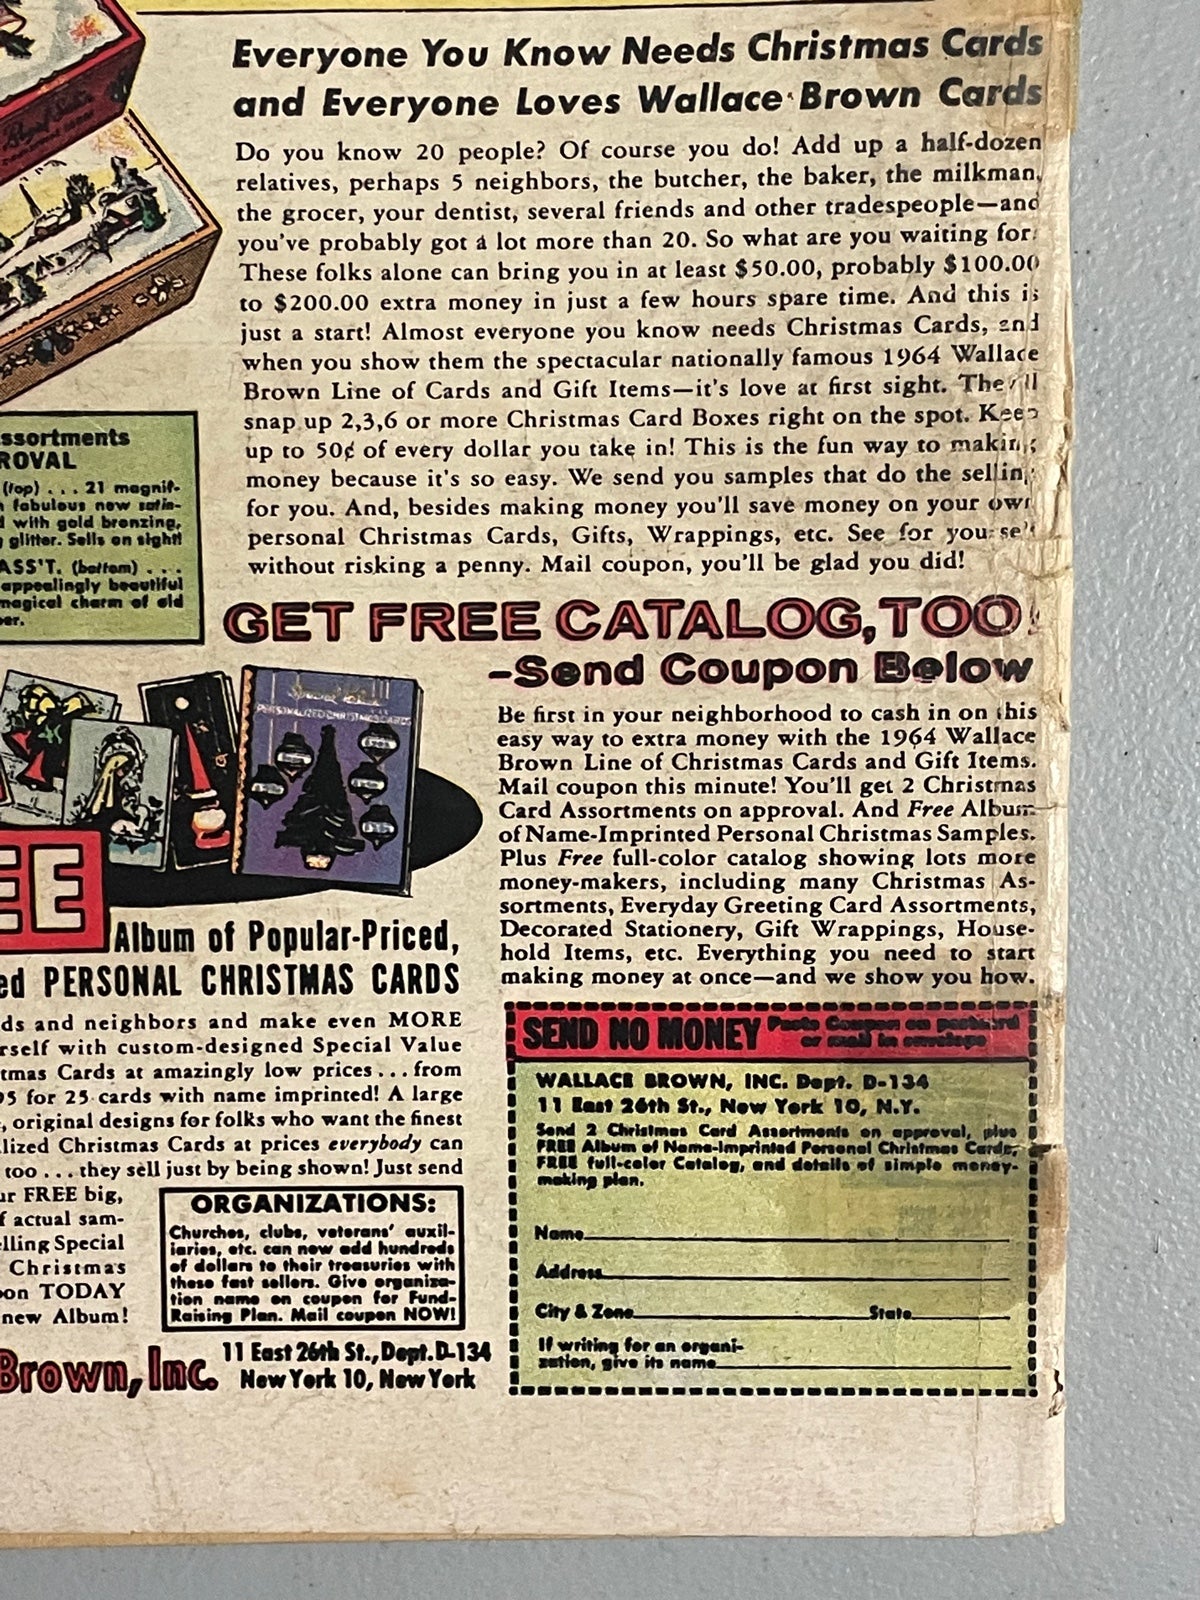 Everyone You Know Needs Christmas Cards
and Everyone Loves Wallace Brown Cards
Do you know 20 people? Of course you do! Add up a half-dozen
relatives, perhaps 5 neighbors, the butcher, the baker, the milkman,
the grocer, your dentist, several friends and other tradespeople—and
you've probably got a lot more than 20. So what are you waiting for
These folks alone can bring you in at least $50.00, probably $100.00
to $200.00 extra money in just a few hours spare time. And this is
just a start! Almost everyone you know needs Christmas Cards, and
when you show them the spectacular nationally famous 1964 Wallace
Brown Line of Cards and Gift Items—it's love at first sight. They'll
snap up 2,3,6 or more Christmas Card Boxes right on the spot. Keep
up to 50¢ of every dollar you take in! This is the fun way to making
money because it's so easy. We send you samples that do the selling
for you. And, besides making money you'll save money on your own
personal Christmas Cards, Gifts, Wrappings, etc. See for yourself
without risking a penny. Mail coupon, you'll be glad you did!
ssortments
ROVAL
(top) . . . 21 magnif-
fabulous new satin-
with gold bronzing,
glitter. Sells on sight!
ASS'T. (bottom) . . .
appealingly beautiful
magical charm of old
er.
GET FREE CATALOG, TOO!
-Send Coupon Below
PERSONALIZED CHRISTMAS CARDS
Be first in your neighborhood to cash in on this
easy way to extra money with the 1964 Wallace
Brown Line of Christmas Cards and Gift Items.
Mail coupon this minute! You'll get 2 Christmas
Card Assortments on approval. And Free Album
of Name-Imprinted Personal Christmas Samples.
Plus Free full-color catalog showing lots more
money-makers, including many Christmas As-
sortments, Everyday Greeting Card Assortments,
Decorated Stationery, Gift Wrappings, House-
hold Items, etc. Everything you need to start
making money at once—and we show you how.
EE
Album of Popular-Priced,
ed PERSONAL CHRISTMAS CARDS
ds and neighbors and make even MORE
rself with custom-designed Special Value
tmas Cards at amazingly low prices . . . from
95 for 25 cards with name imprinted! A large
, original designs for folks who want the finest
lized Christmas Cards at prices everybody can
too . . . they sell just by being shown! Just send
ur FREE big,
f actual sam-
lling Special
Christmas
pon TODAY
new Album!
ORGANIZATIONS:
Churches, clubs, veterans' auxil-
iaries, etc. can now add hundreds
of dollars to their treasuries with
these fast sellers. Give organiza-
tion name on coupon for Fund-
Raising Plan. Mail coupon NOW!
Brown, Inc.
11 East 26th St., Dept. D-134
New York 10, New York
SEND NO MONEY
Paste Coupon on postcard
or mail in envelope
WALLACE BROWN, INC. Dept. D-134
11 East 26th St., New York 10, N.Y.
Send 2 Christmas Card Assortments on approval, plus
FREE Album of Name-Imprinted Personal Christmas Cards,
FREE full-color Catalog, and details of simple money-
making plan.
Name
Address
City & Zone State
If writing for an organi-
zation, give its name